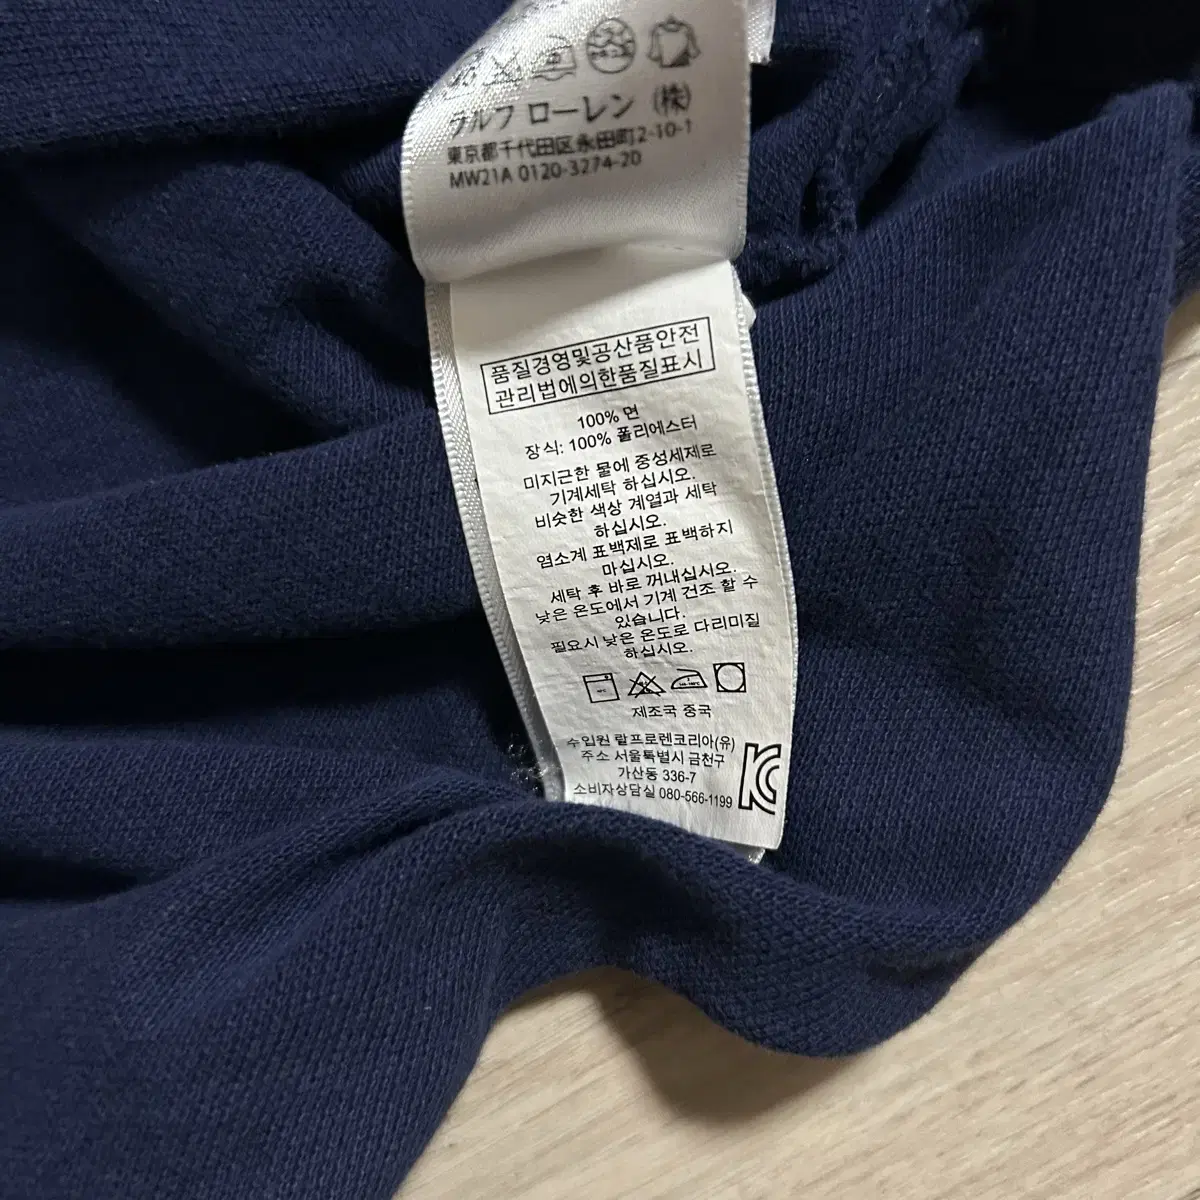 ラルフ ローレン (株)
東京都千代田区永田町2-10-1
MW21A 0120-3274-20
품질경영및공산품안전
관리법에의한품질표시
100% 면
장식: 100% 폴리에스터
미지근한 물에 중성세제로
기계세탁 하십시오.
비슷한 색상 계열과 세탁
하십시오.
염소계 표백제로 표백하지
마십시오.
세탁 후 바로 꺼내십시오.
낮은 온도에서 기계 건조 할 수
있습니다.
필요시 낮은 온도로 다리미질
하십시오.
제조국 중국
수입원 랄프로렌코리아(유)
주소 서울특별시 금천구
가산동 336-7
소비자상담실 080-566-1199